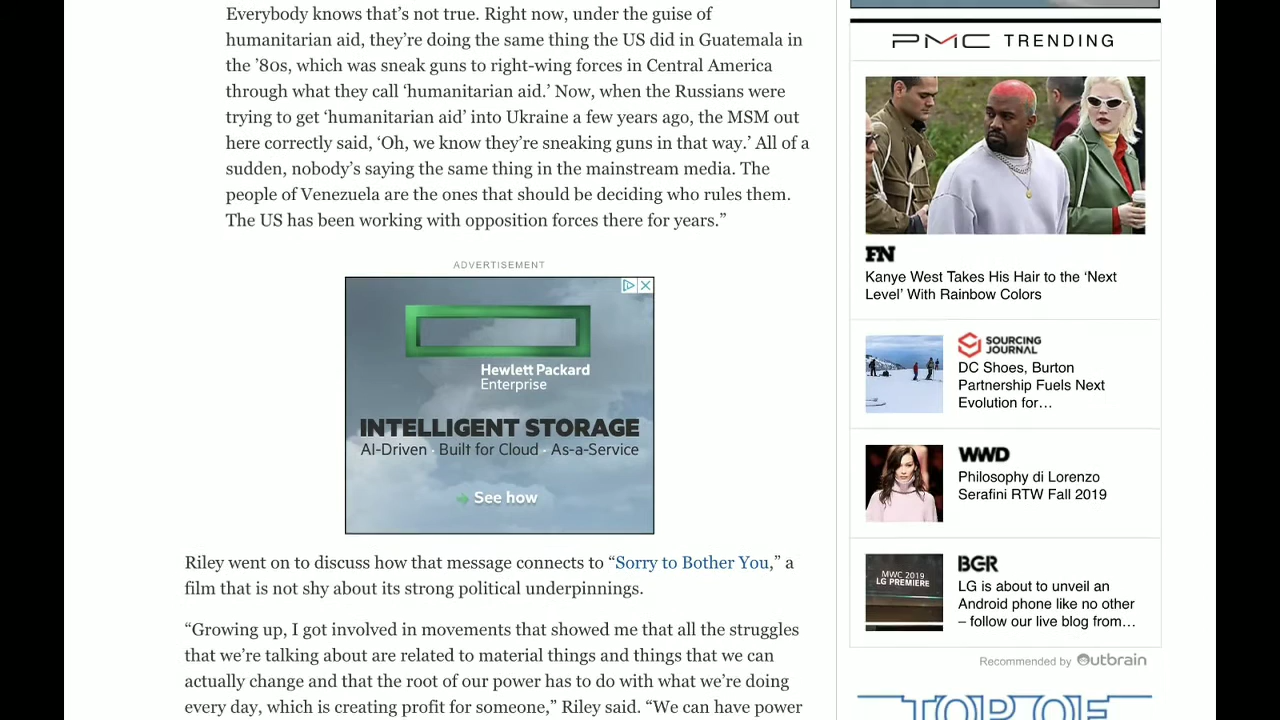 Everybody knows that’s not true. Right now, under the guise of
humanitarian aid, they’re doing the same thing the US did in Guatemala in
the ’80s, which was sneak guns to right-wing forces in Central America
through what they call ‘humanitarian aid.’ Now, when the Russians were
trying to get ‘humanitarian aid’ into Ukraine a few years ago, the MSM out
here correctly said, ‘Oh, we know they’re sneaking guns in that way.’ All of a
sudden, nobody’s saying the same thing in the mainstream media. The
people of Venezuela are the ones that should be deciding who rules them.
The US has been working with opposition forces there for years.”
ADVERTISEMENT
Hewlett Packard
Enterprise
INTELLIGENT STORAGE
AI-Driven · Built for Cloud · As-a-Service
See how
Riley went on to discuss how that message connects to “Sorry to Bother You,” a
film that is not shy about its strong political underpinnings.
“Growing up, I got involved in movements that showed me that all the struggles
that we’re talking about are related to material things and things that we can
actually change and that the root of our power has to do with what we’re doing
every day, which is creating profit for someone,” Riley said. “We can have power
PMC TRENDING
FN
Kanye West Takes His Hair to the ‘Next
Level’ With Rainbow Colors
SOURCING
JOURNAL
DC Shoes, Burton
Partnership Fuels Next
Evolution for…
WWD
Philosophy di Lorenzo
Serafini RTW Fall 2019
MWC 2019
LG PREMIERE
BGR
LG is about to unveil an
Android phone like no other
– follow our live blog from…
Recommended by Outbrain
TOP OF